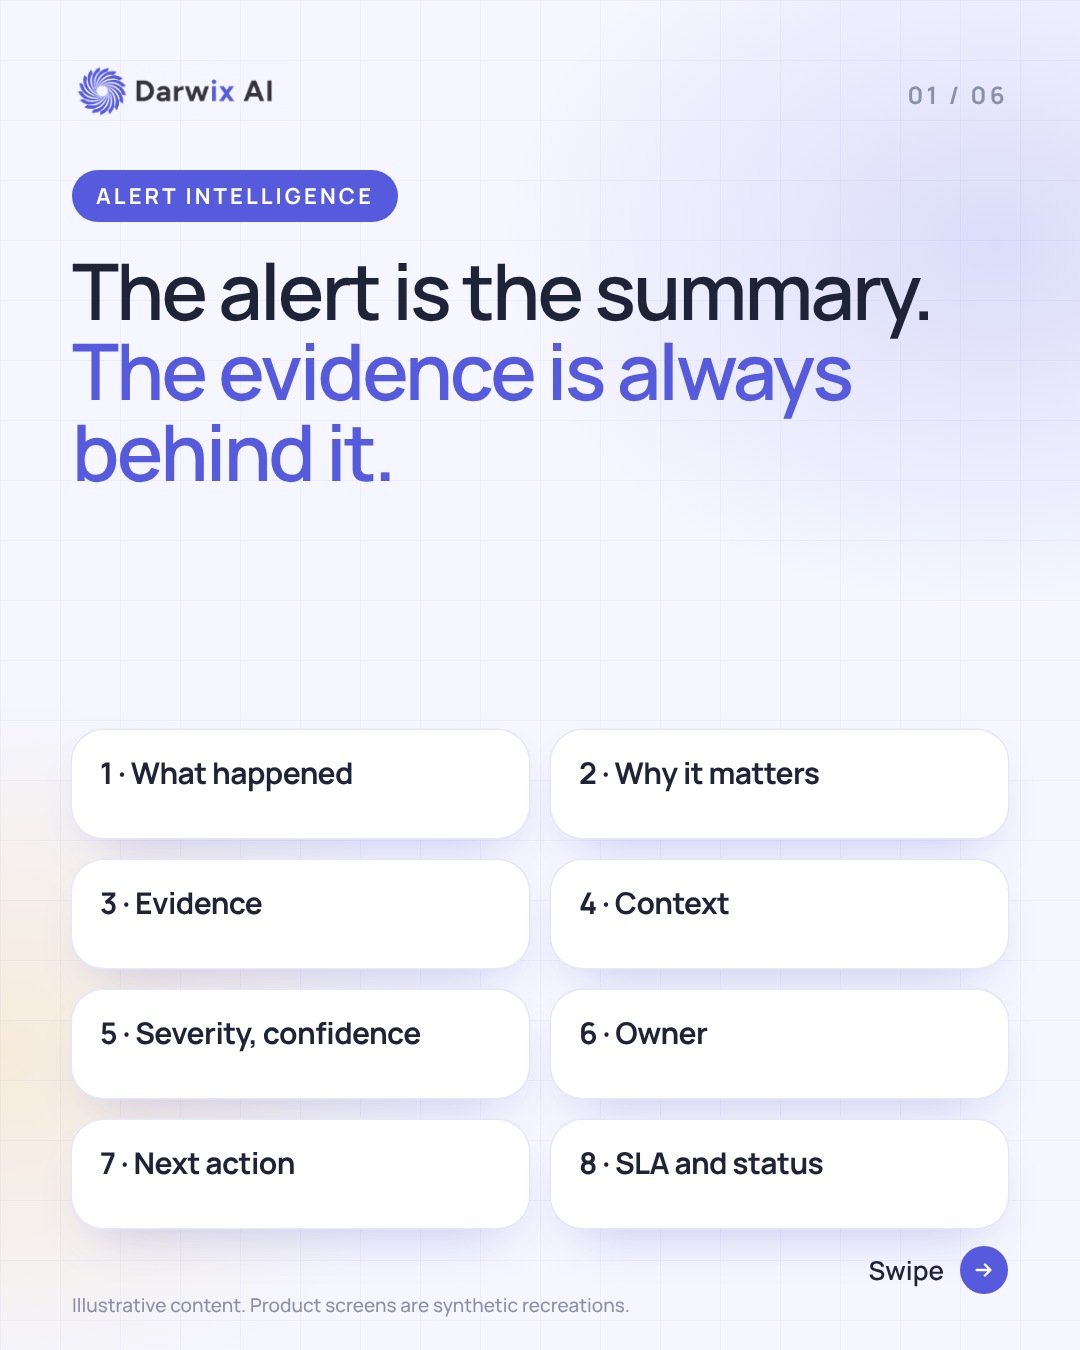 Darwix AI
01 / 06
ALERT INTELLIGENCE
The alert is the summary.
The evidence is always
behind it.
1 · What happened
2 · Why it matters
3 · Evidence
4 · Context
5 · Severity, confidence
6 · Owner
7 · Next action
8 · SLA and status
Swipe
Illustrative content. Product screens are synthetic recreations.